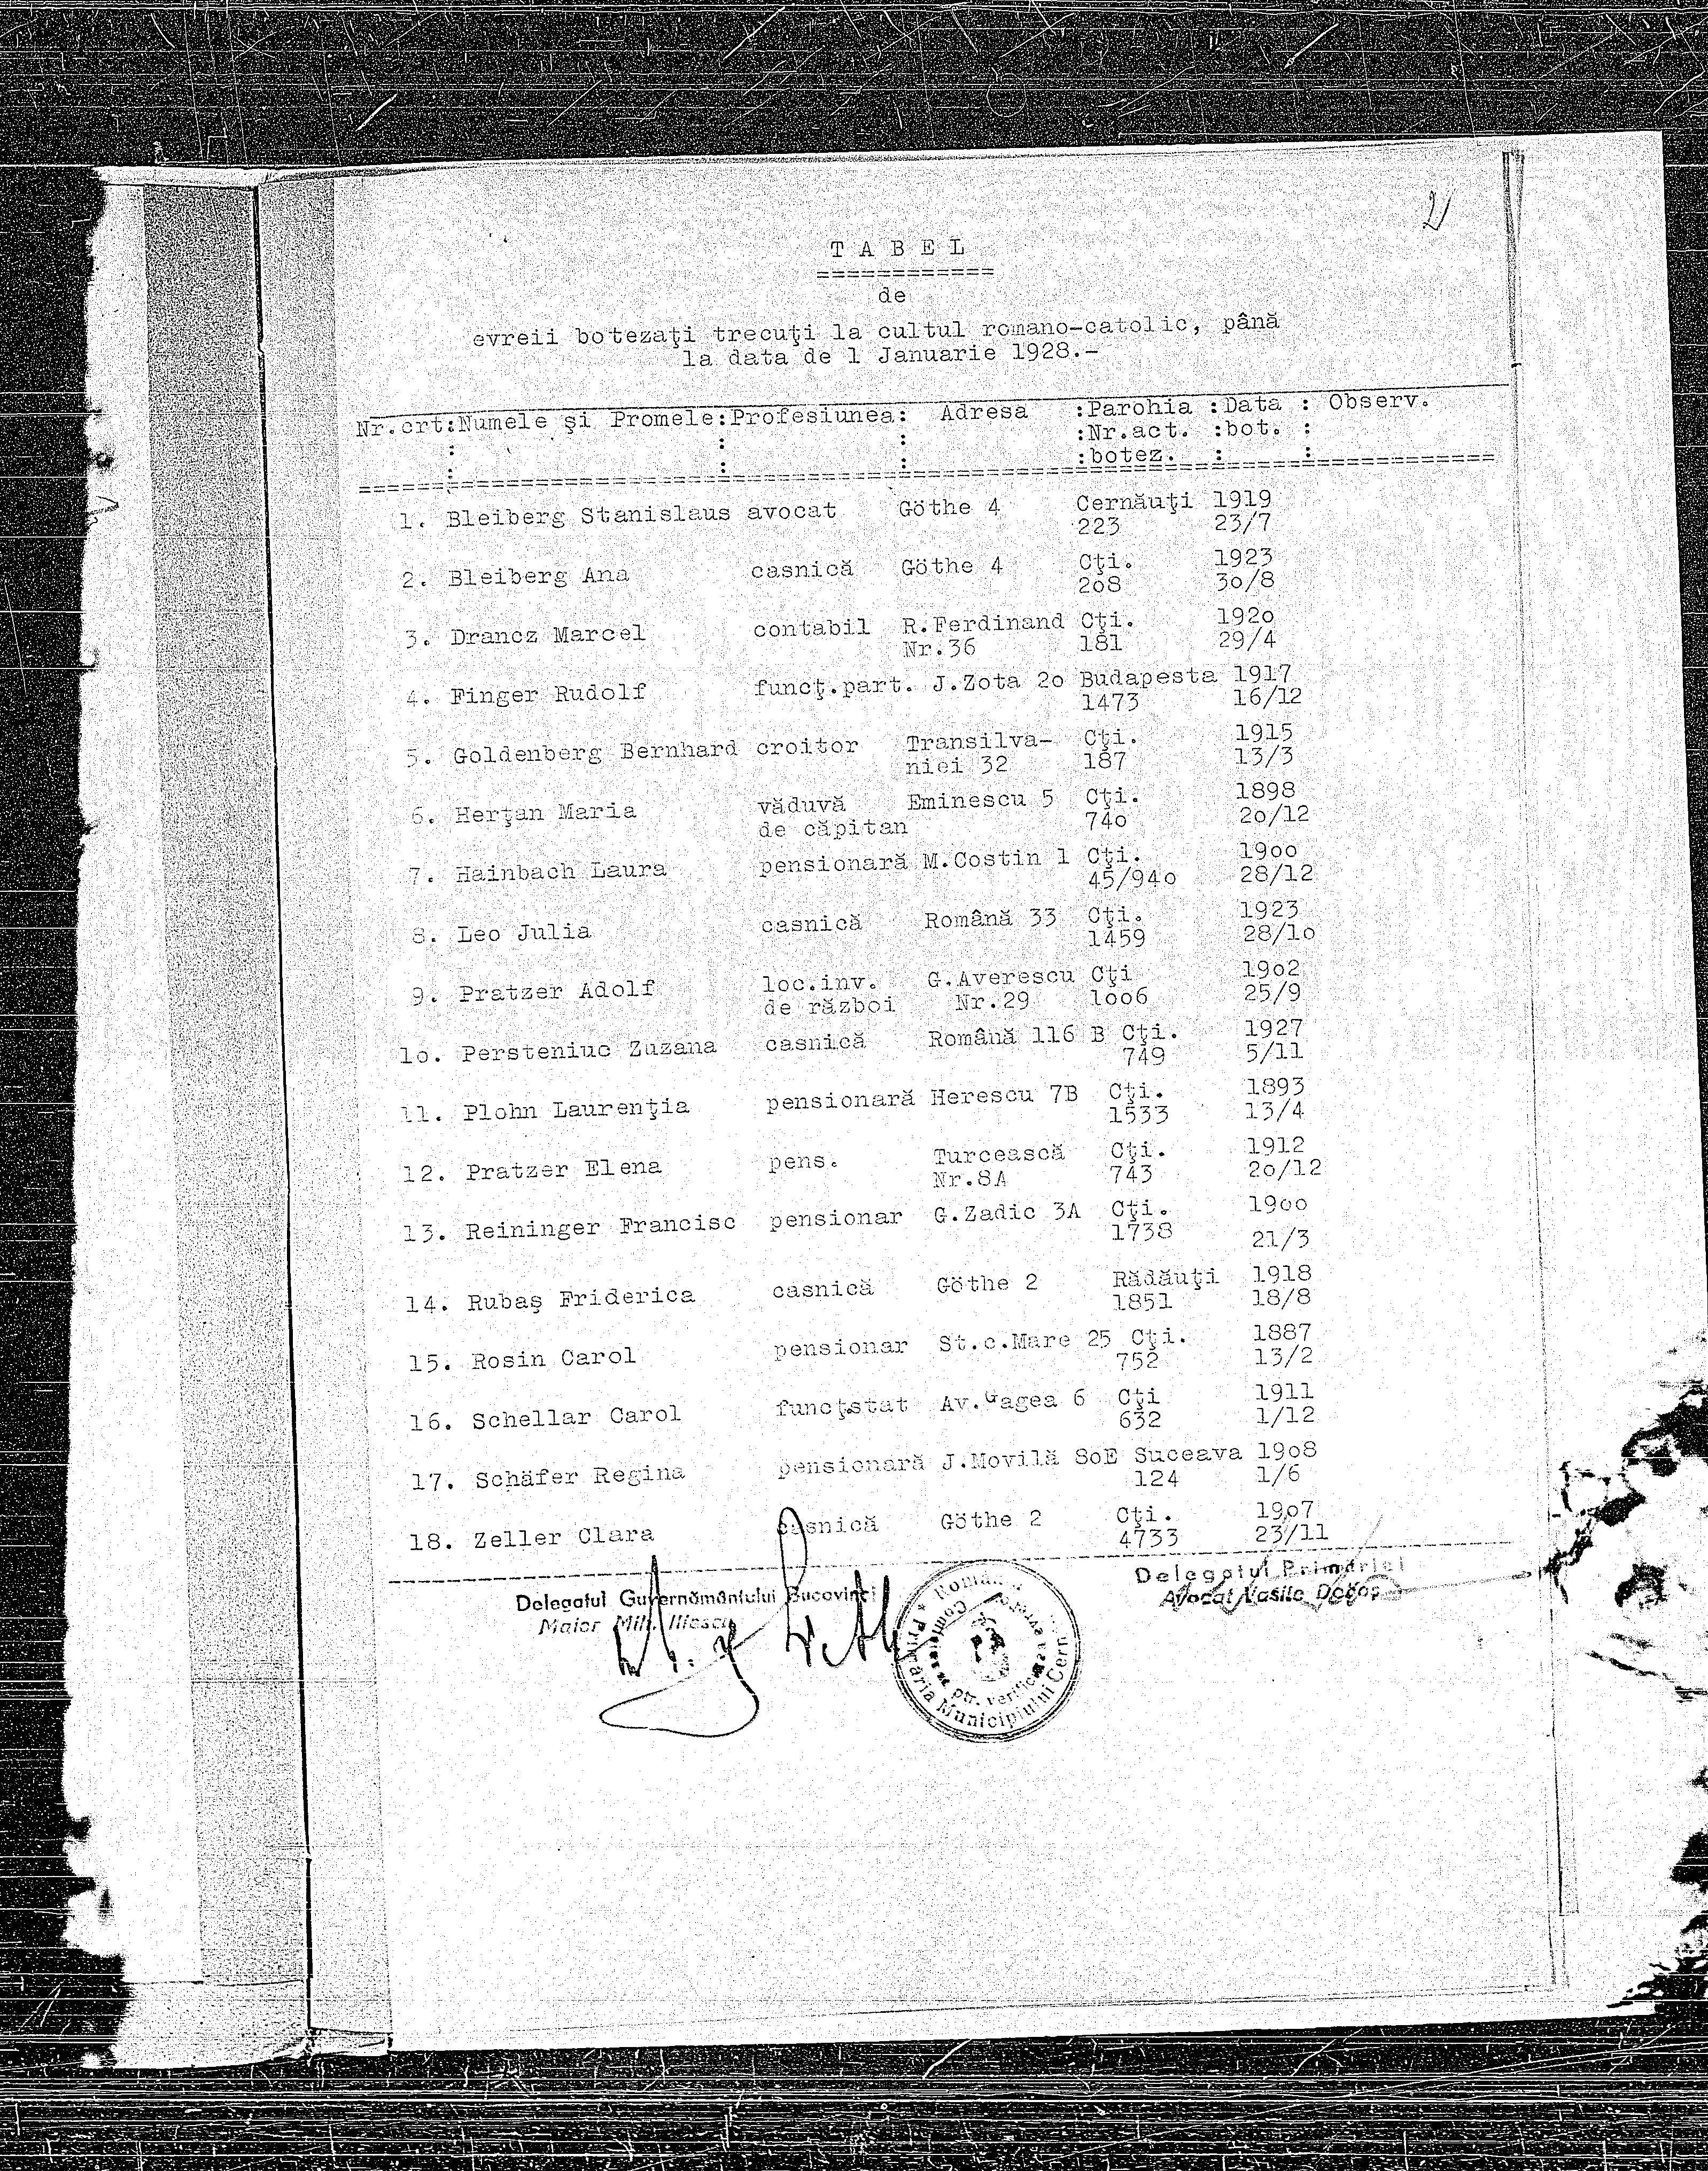 2
T A B E L
============
de
evreii botezaţi trecuţi la cultul romano-catolic, până
la data de 1 Januarie 1928.-
Nr.crt:Numele şi Promele:Profesiunea: Adresa :Parohia :Data : Observ.
: : : :Nr.act. :bot. :
: : : :botez. : :
1. Bleiberg Stanislaus avocat Göthe 4 Cernăuţi 1919
223 23/7
2. Bleiberg Ana casnică Göthe 4 Cţi. 1923
2o8 3o/8
3. Drancz Marcel contabil R.Ferdinand Cţi. 192o
Nr.36 181 29/4
4. Finger Rudolf funcţ.part. J.Zota 2o Budapesta 1917
1473 16/12
5. Goldenberg Bernhard croitor Transilva- Cţi. 1915
niei 32 187 13/3
6. Herţan Maria văduvă Eminescu 5 Cţi. 1898
de căpitan 74o 2o/12
7. Hainbach Laura pensionară M.Costin 1 Cţi. 19oo
45/94o 28/12
8. Leo Julia casnică Română 33 Cţi. 1923
1459 28/1o
9. Pratzer Adolf loc.inv. G.Averescu Cţi 19o2
de război Nr.29 1oo6 25/9
1o. Persteniuc Zuzana casnică Română 116 B Cţi. 1927
749 5/11
11. Plohn Laurenţia pensionară Herescu 7B Cţi. 1893
1533 13/4
12. Pratzer Elena pens. Turcească Cţi. 1912
Nr.8A 743 2o/12
13. Reininger Francisc pensionar G.Zadic 3A Cţi. 19oo
1738 21/3
14. Rubaş Friderica casnică Göthe 2 Rădăuţi 1918
1851 18/8
15. Rosin Carol pensionar St.c.Mare 25 Cţi. 1887
752 13/2
16. Schellar Carol funcţstat Av.Gagea 6 Cţi 1911
632 1/12
17. Schäfer Regina pensionară J.Movilă 8oE Suceava 19o8
124 1/6
18. Zeller Clara casnică Göthe 2 Cţi. 19o7
4733 23/11
Delegatul Guvernământului Bucovinei
Maior Mih. Iliescu
Delegatul Primăriei
Avocat Vasile
Primăria Municipiului Cern
ptr. verific